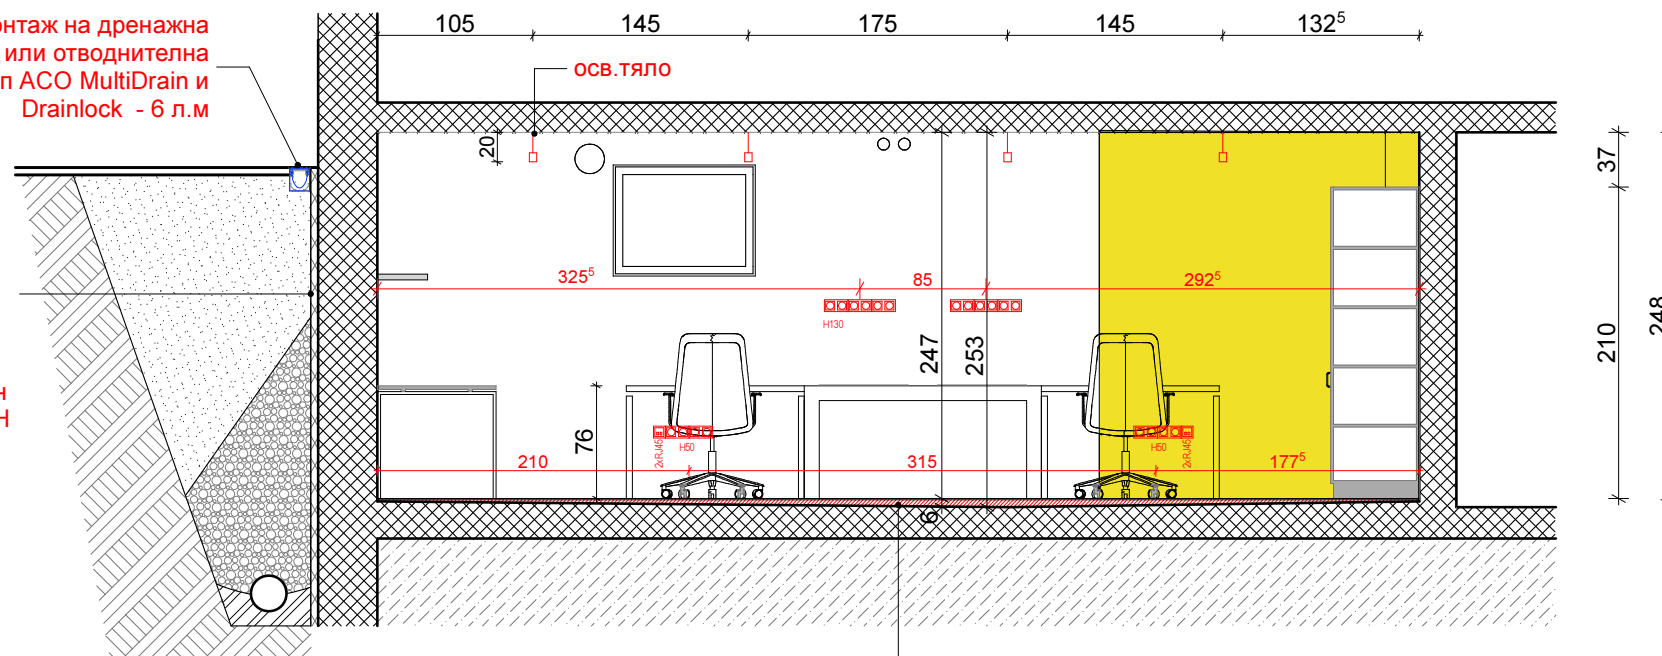 105 145 175 145 132⁵
онтаж на дренажна
или отводнителна
п ACO MultiDrain и
Drainlock - 6 л.м
осв.тяло
20
37
325⁵ 85 292⁵
H130
247
253
210
248
н
Н
76
2xRJ45
H50
H50
2xRJ45
210 315 177⁵
6